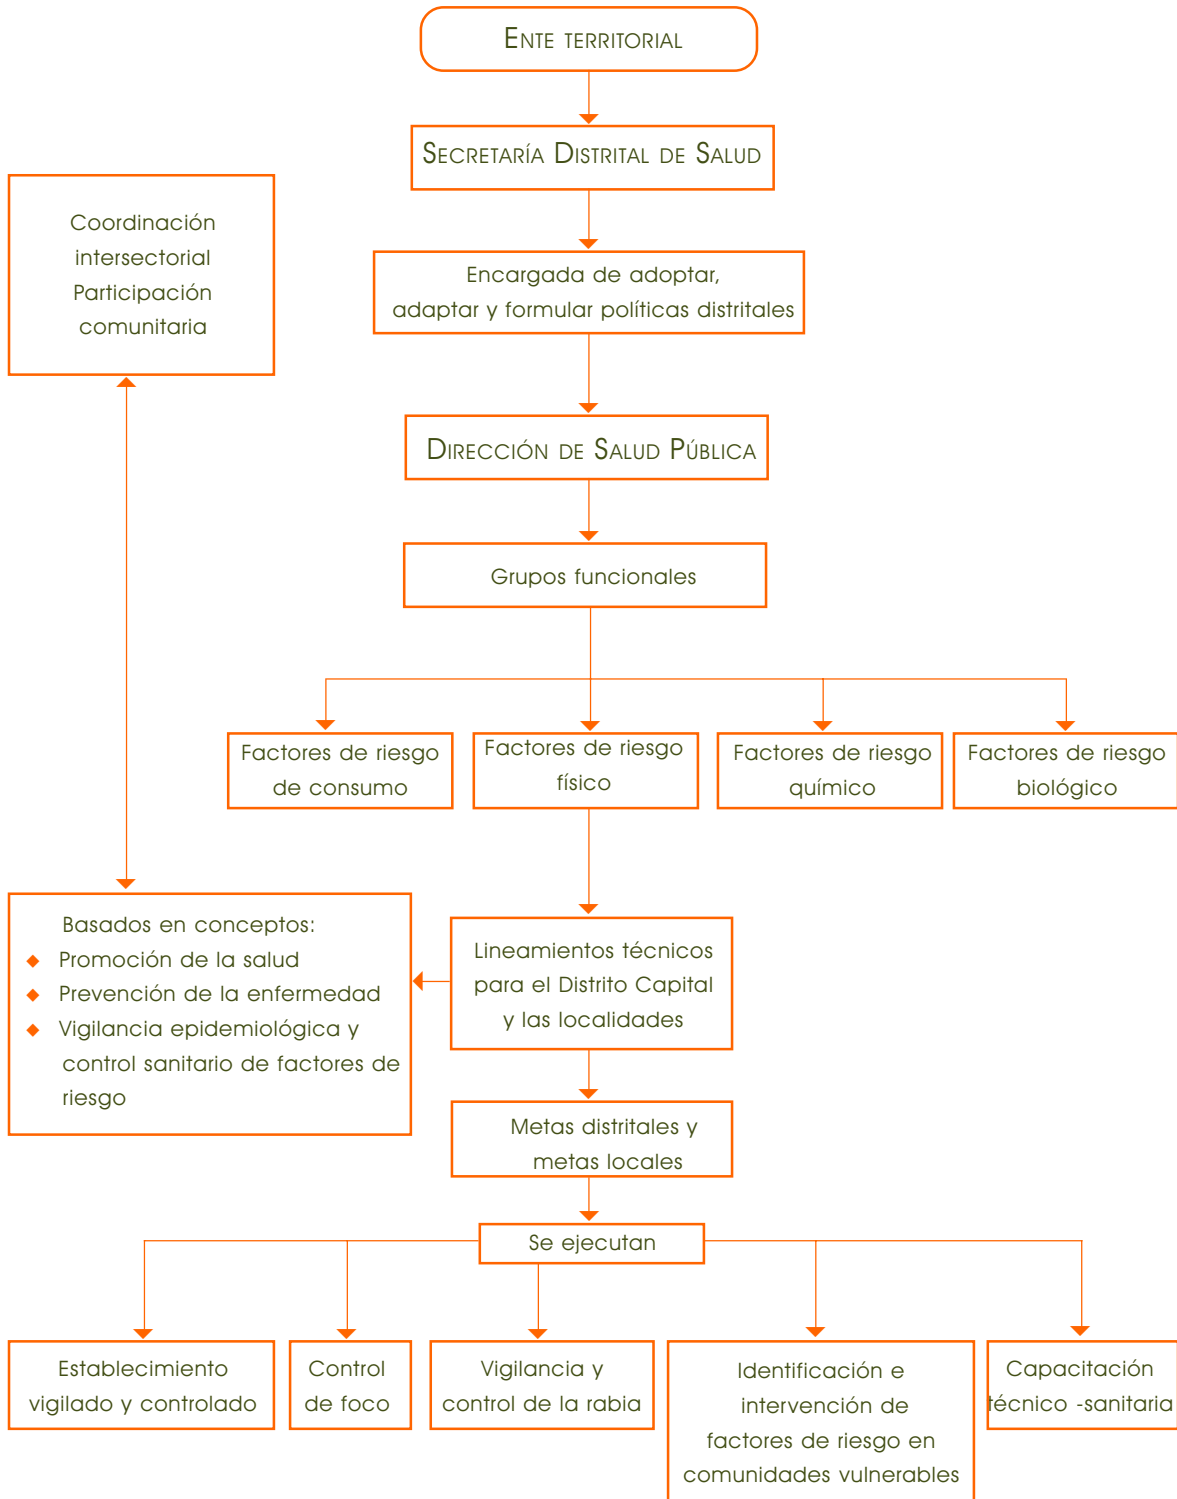 ENTE TERRITORIAL
SECRETARÍA DISTRITAL DE SALUD
Coordinación
intersectorial
Participación
comunitaria
Encargada de adoptar,
adaptar y formular políticas distritales
DIRECCIÓN DE SALUD PÚBLICA
Grupos funcionales
Factores de riesgo
de consumo
Factores de riesgo
físico
Factores de riesgo
químico
Factores de riesgo
biológico
Basados en conceptos:
◆ Promoción de la salud
◆ Prevención de la enfermedad
◆ Vigilancia epidemiológica y
control sanitario de factores de
riesgo
Lineamientos técnicos
para el Distrito Capital
y las localidades
Metas distritales y
metas locales
Se ejecutan
Establecimiento
vigilado y controlado
Control
de foco
Vigilancia y
control de la rabia
Identificación e
intervención de
factores de riesgo en
comunidades vulnerables
Capacitación
técnico -sanitaria